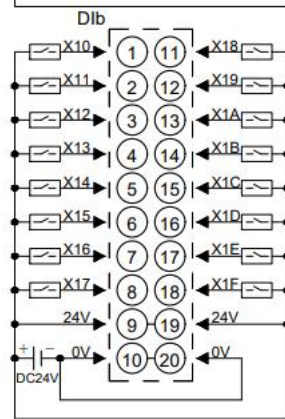 DIb
X10 1 11 X18
X11 2 12 X19
X12 3 13 X1A
X13 4 14 X1B
X14 5 15 X1C
X15 6 16 X1D
X16 7 17 X1E
X17 8 18 X1F
24V 9 19 24V
+ − 0V 10 20 0V
DC24V